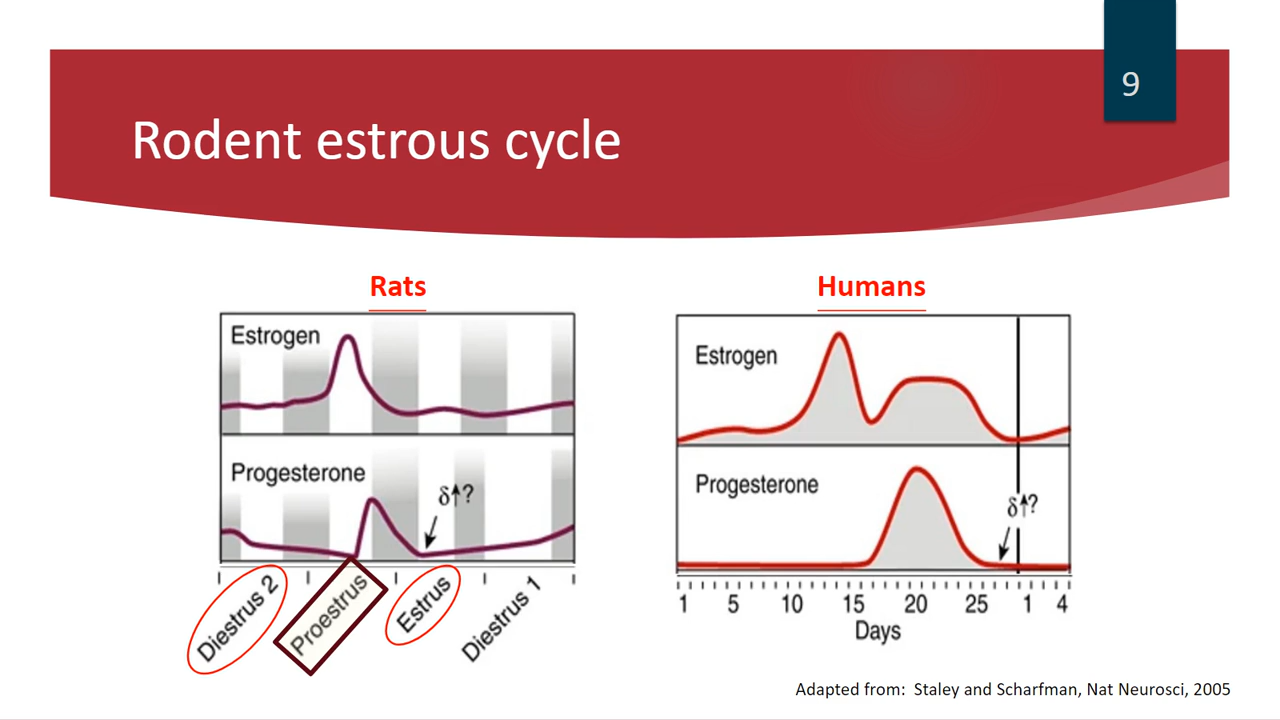 9
Rodent estrous cycle
Rats
Estrogen
Progesterone
δ↑?
Diestrus 2
Proestrus
Estrus
Diestrus 1
Humans
Estrogen
Progesterone
δ↑?
1 5 10 15 20 25 1 4
Days
Adapted from: Staley and Scharfman, Nat Neurosci, 2005